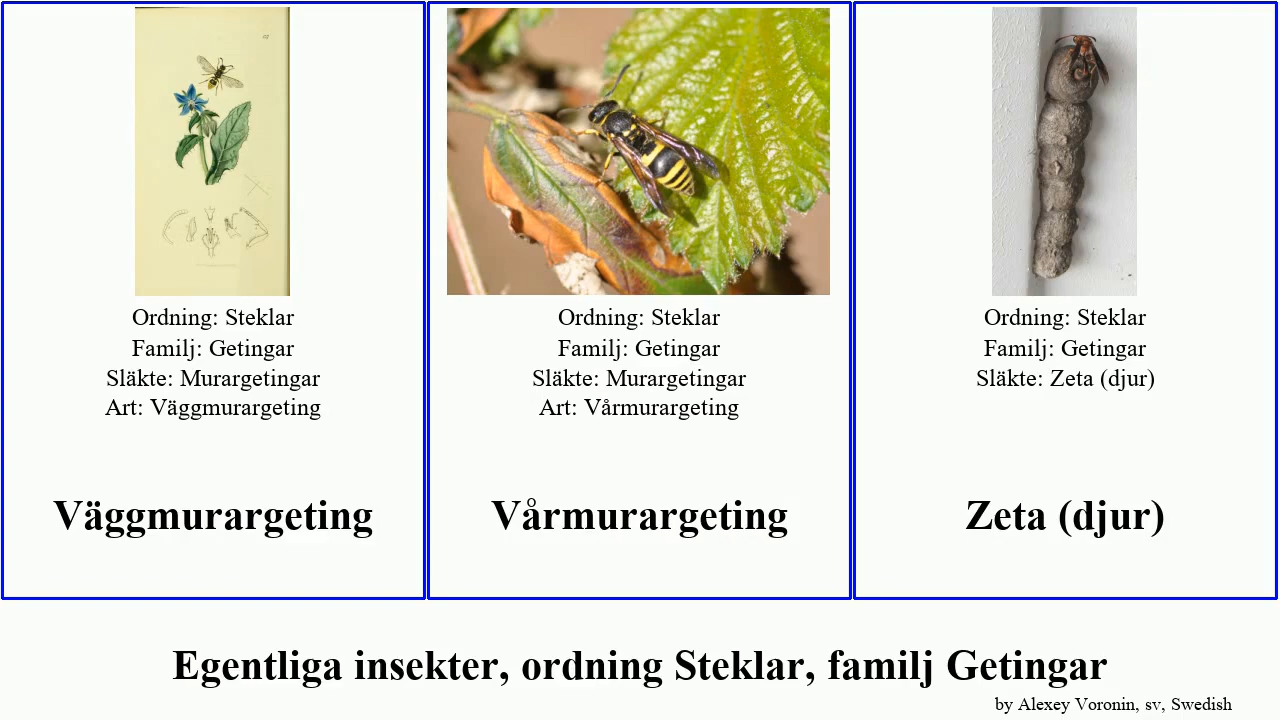 Ordning: Steklar
Familj: Getingar
Släkte: Murargetingar
Art: Väggmurargeting
Väggmurargeting
Ordning: Steklar
Familj: Getingar
Släkte: Murargetingar
Art: Vårmurargeting
Vårmurargeting
Ordning: Steklar
Familj: Getingar
Släkte: Zeta (djur)
Zeta (djur)
Egentliga insekter, ordning Steklar, familj Getingar
by Alexey Voronin, sv, Swedish